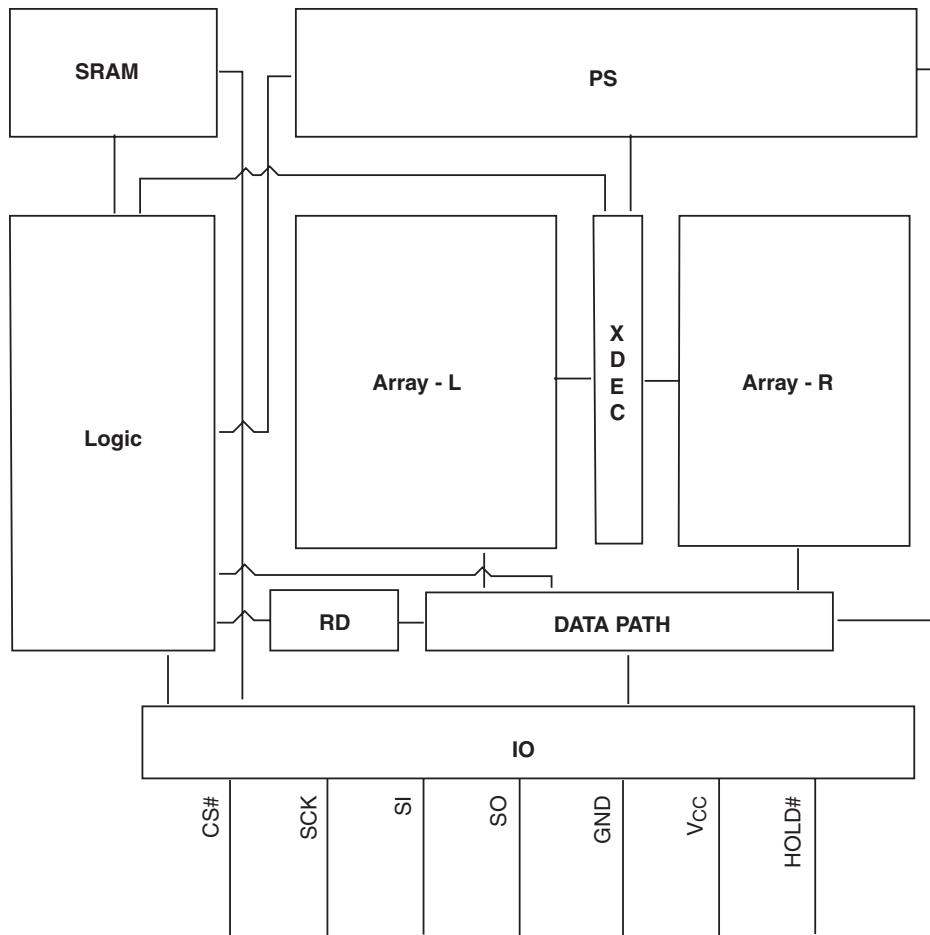 SRAM
PS
Logic
Array - L
X
D
E
C
Array - R
RD
DATA PATH
IO
CS#
SCK
SI
SO
GND
VCC
HOLD#